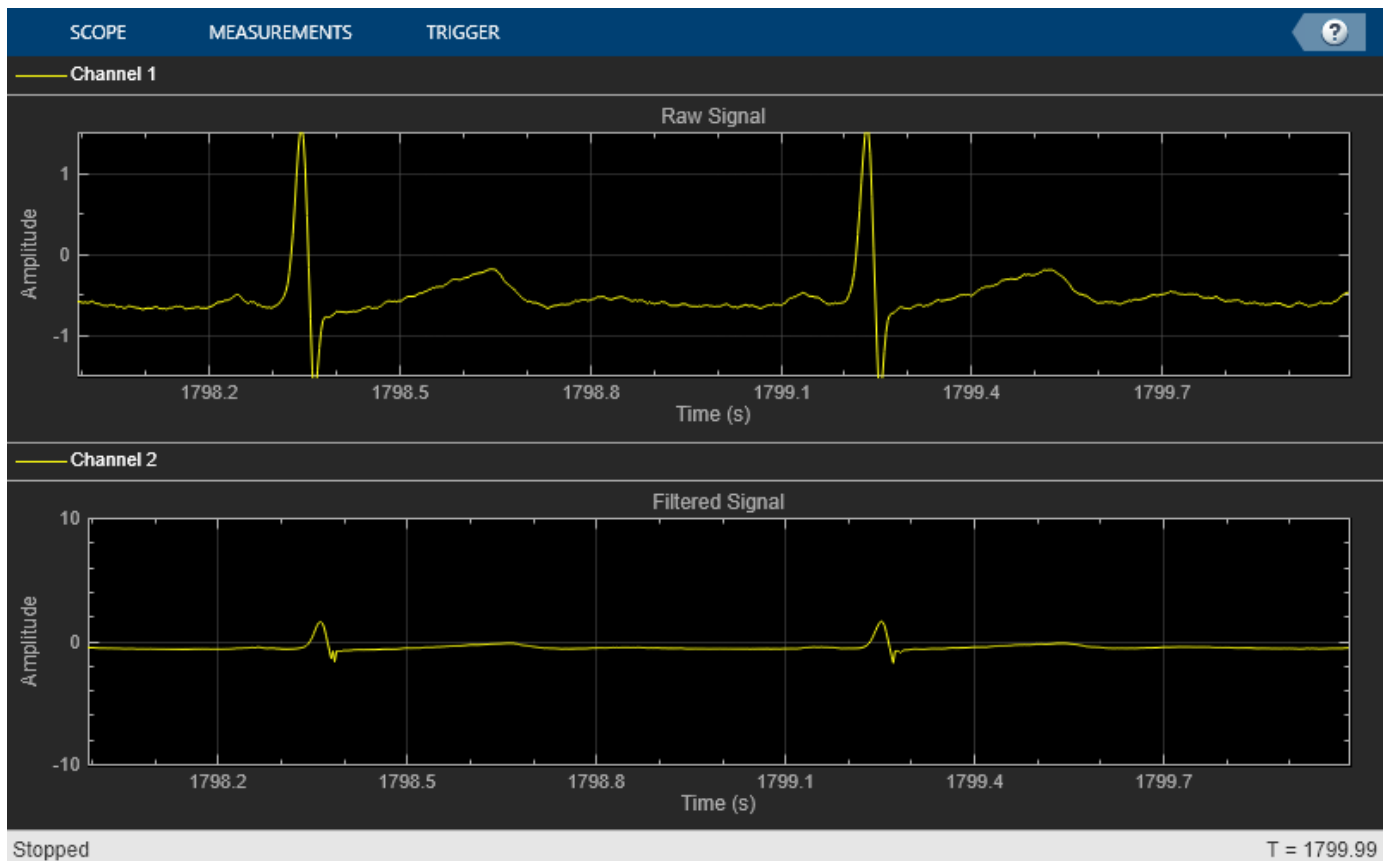 SCOPE MEASUREMENTS TRIGGER ?
Channel 1
Raw Signal
Amplitude
1
0
-1
1798.2 1798.5 1798.8 1799.1 1799.4 1799.7
Time (s)
Channel 2
Filtered Signal
Amplitude
10
0
-10
1798.2 1798.5 1798.8 1799.1 1799.4 1799.7
Time (s)
Stopped T = 1799.99